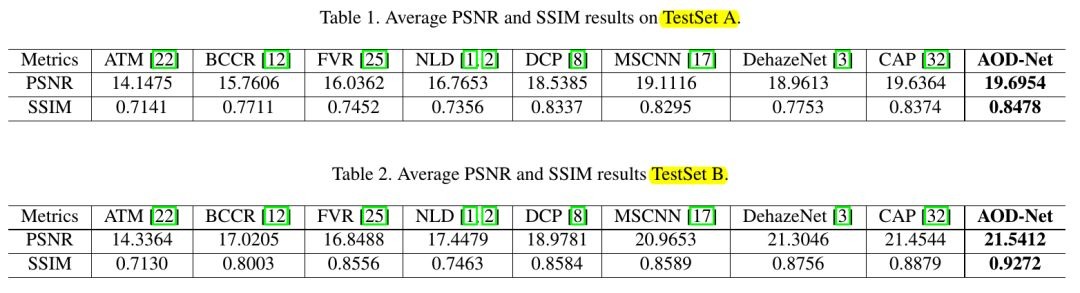 Table 1. Average PSNR and SSIM results on TestSet A.
Metrics ATM [22] BCCR [12] FVR [25] NLD [1, 2] DCP [8] MSCNN [17] DehazeNet [3] CAP [32] AOD-Net
PSNR 14.1475 15.7606 16.0362 16.7653 18.5385 19.1116 18.9613 19.6364 19.6954
SSIM 0.7141 0.7711 0.7452 0.7356 0.8337 0.8295 0.7753 0.8374 0.8478
Table 2. Average PSNR and SSIM results TestSet B.
Metrics ATM [22] BCCR [12] FVR [25] NLD [1, 2] DCP [8] MSCNN [17] DehazeNet [3] CAP [32] AOD-Net
PSNR 14.3364 17.0205 16.8488 17.4479 18.9781 20.9653 21.3046 21.4544 21.5412
SSIM 0.7130 0.8003 0.8556 0.7463 0.8584 0.8589 0.8756 0.8879 0.9272